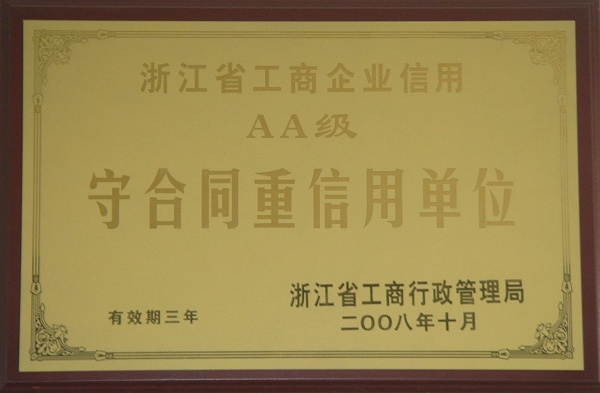 浙江省工商企业信用
AA级
守合同重信用单位
有效期三年
浙江省工商行政管理局
二〇〇八年十月